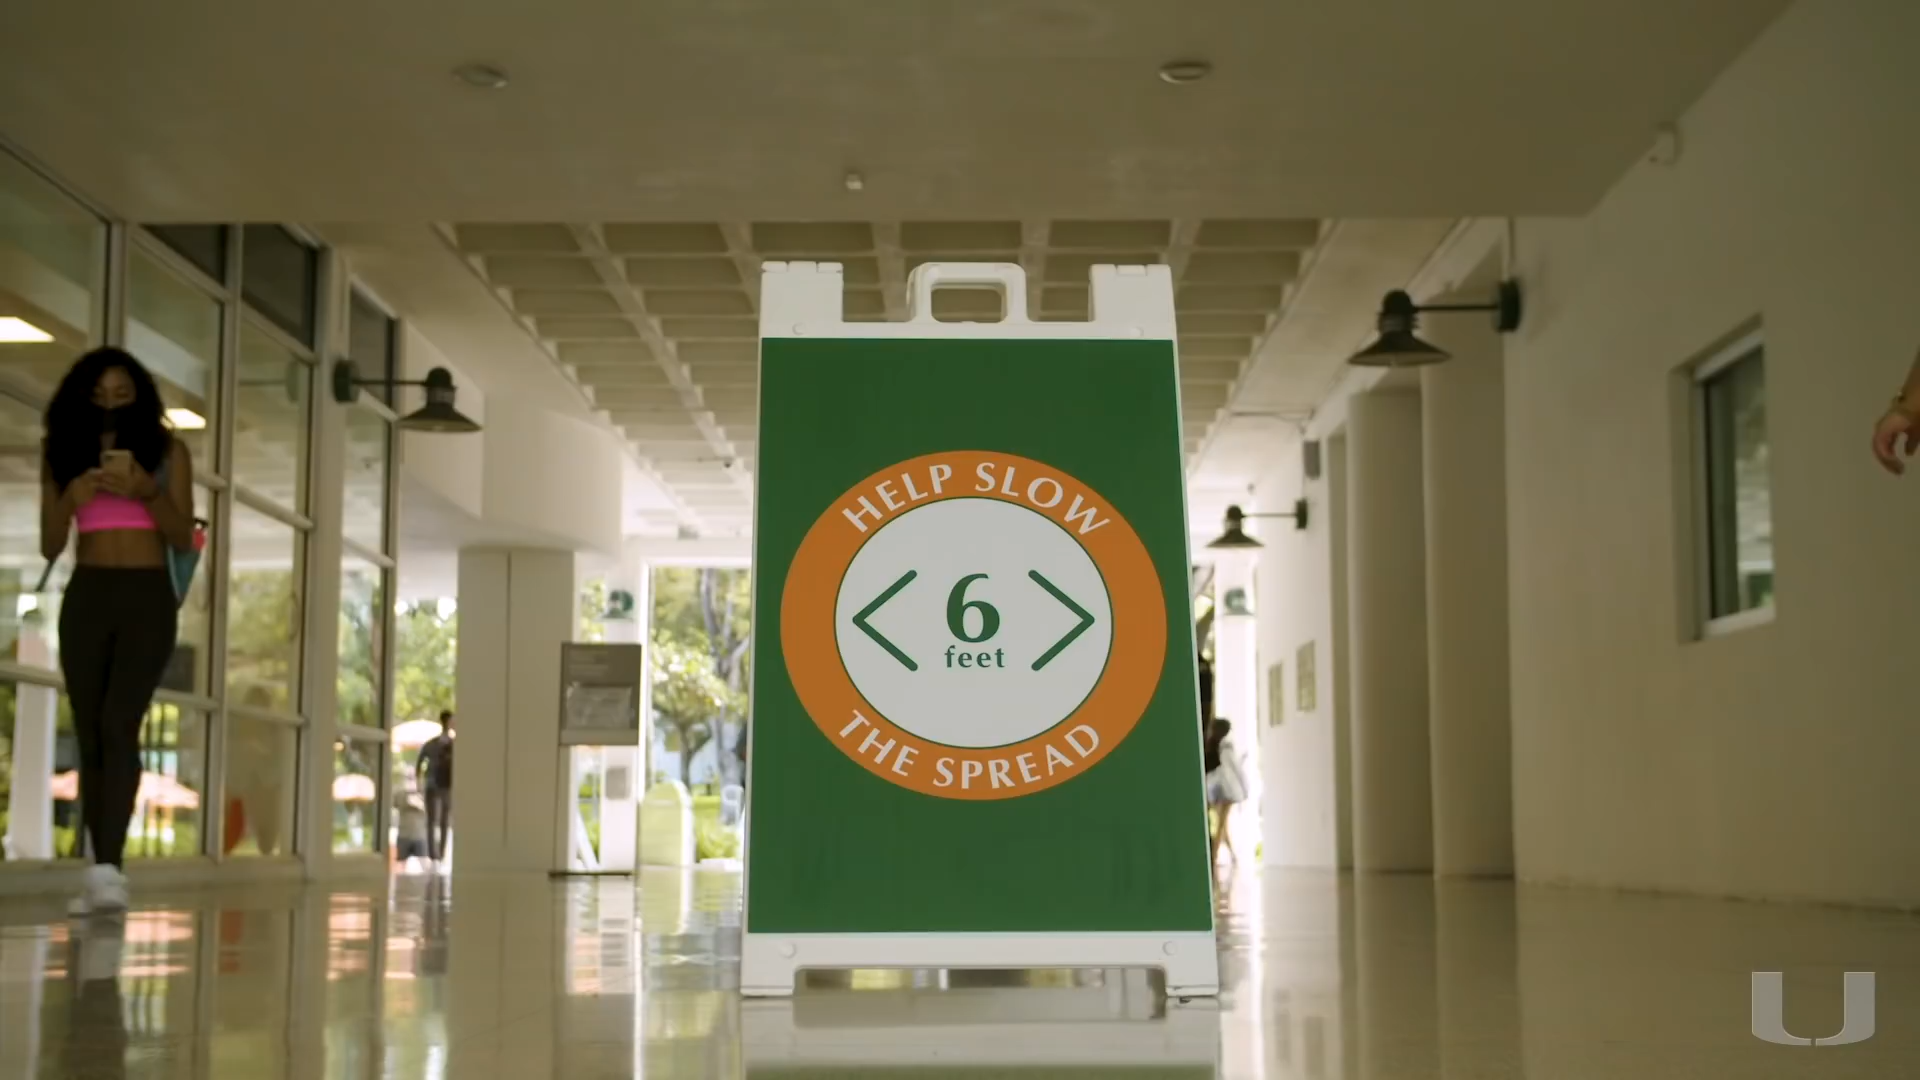 HELP SLOW
< 6 >
feet
THE SPREAD
U